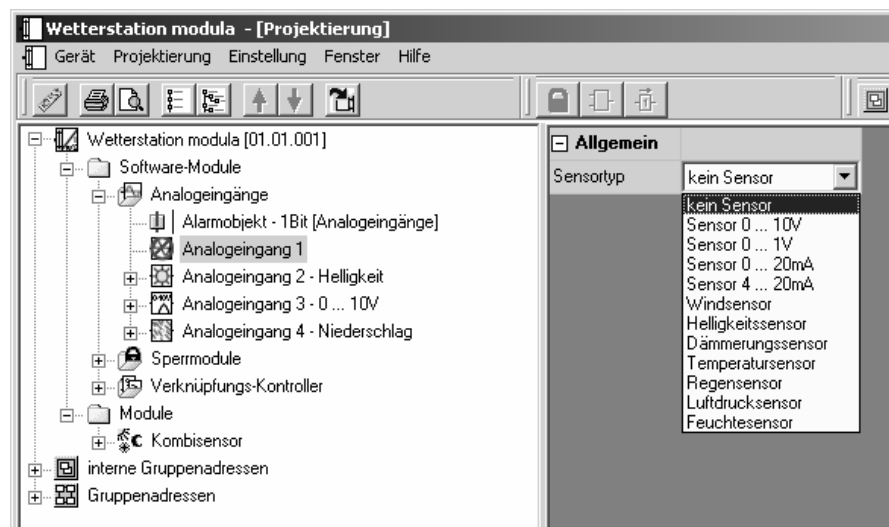 Wetterstation modula - [Projektierung]
Gerät Projektierung Einstellung Fenster Hilfe
Wetterstation modula [01.01.001]
Software-Module
Analogeingänge
Alarmobjekt - 1Bit [Analogeingänge]
Analogeingang 1
Analogeingang 2 - Helligkeit
Analogeingang 3 - 0 ... 10V
Analogeingang 4 - Niederschlag
Sperrmodule
Verknüpfungs-Kontroller
Module
Kombisensor
interne Gruppenadressen
Gruppenadressen
Allgemein
Sensortyp kein Sensor
kein Sensor
Sensor 0 ... 10V
Sensor 0 ... 1V
Sensor 0 ... 20mA
Sensor 4 ... 20mA
Windsensor
Helligkeitssensor
Dämmerungssensor
Temperatursensor
Regensensor
Luftdrucksensor
Feuchtesensor